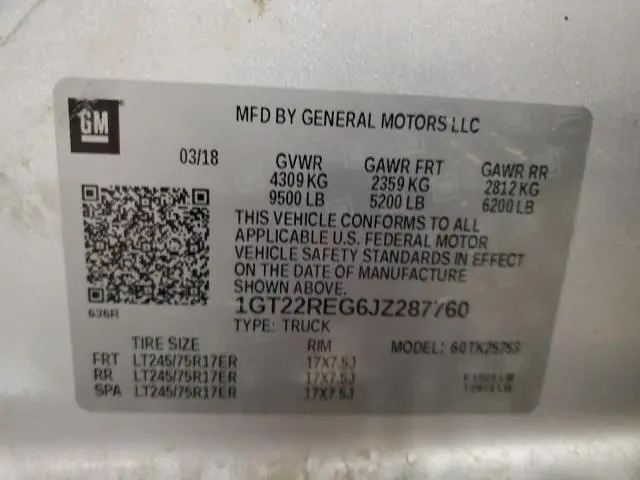 GM
MFD BY GENERAL MOTORS LLC
03/18 GVWR GAWR FRT GAWR RR
4309 KG 2359 KG 2812 KG
9500 LB 5200 LB 6200 LB
THIS VEHICLE CONFORMS TO ALL
APPLICABLE U.S. FEDERAL MOTOR
VEHICLE SAFETY STANDARDS IN EFFECT
ON THE DATE OF MANUFACTURE
SHOWN ABOVE.
636R
1GT22REG6JZ287760
TYPE: TRUCK
TIRE SIZE RIM MODEL:
FRT LT245/75R17ER 17X7.5J
RR LT245/75R17ER 17X7.5J
SPA LT245/75R17ER 17X7.5J